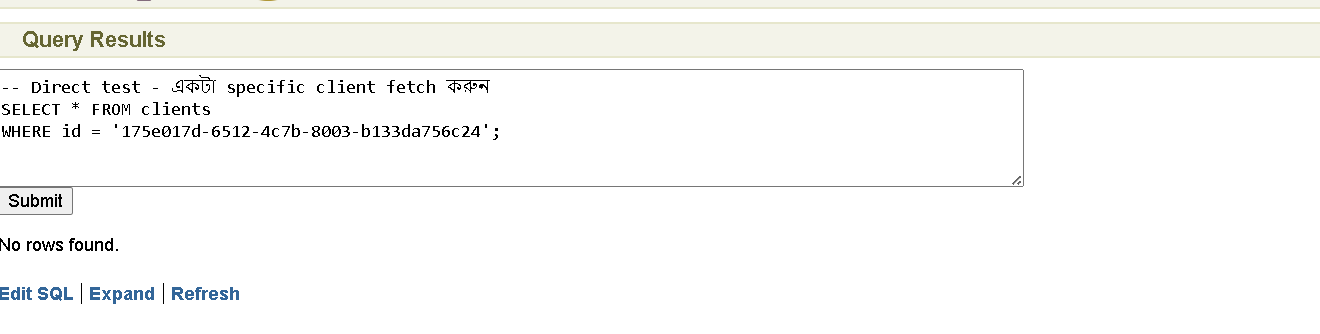 Query Results
-- Direct test - একটা specific client fetch করুন
SELECT * FROM clients
WHERE id = '175e017d-6512-4c7b-8003-b133da756c24';
Submit
No rows found.
Edit SQL | Expand | Refresh